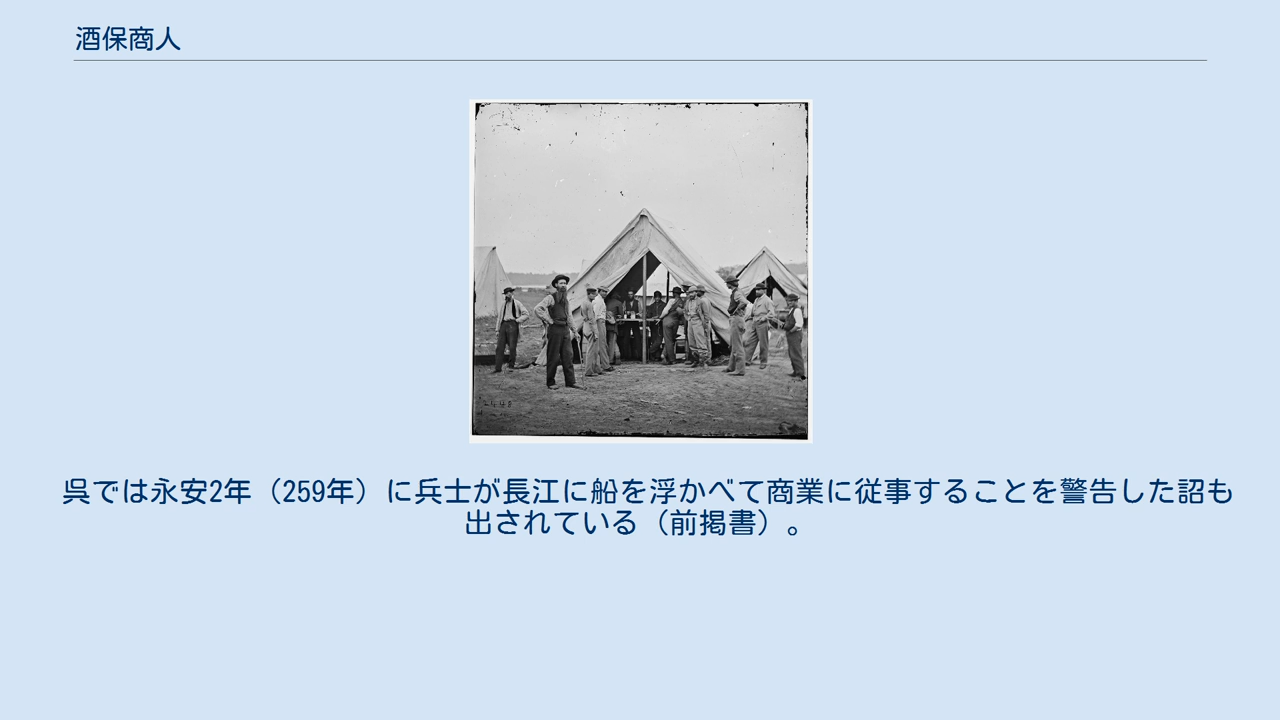 酒保商人
呉では永安2年（259年）に兵士が長江に船を浮かべて商業に従事することを警告した詔も
出されている（前掲書）。